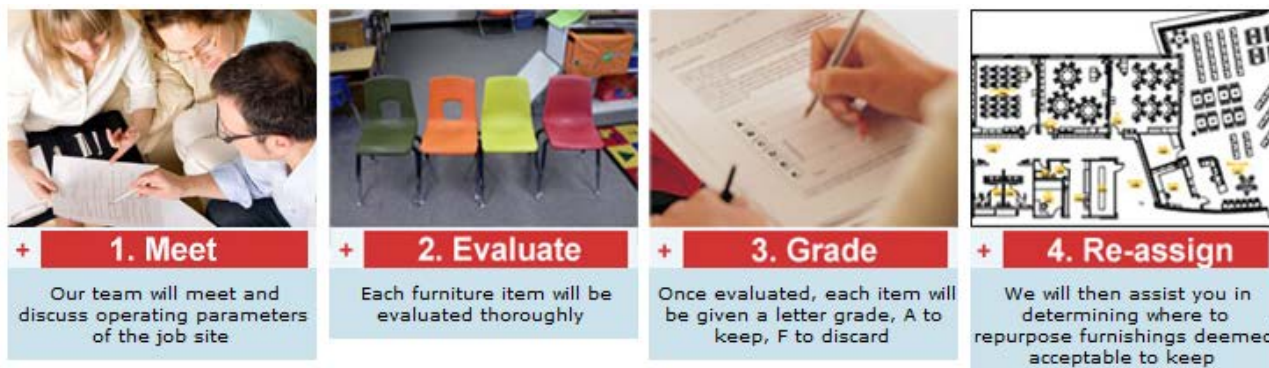 + 1. Meet
Our team will meet and
discuss operating parameters
of the job site
+ 2. Evaluate
Each furniture item will be
evaluated thoroughly
+ 3. Grade
Once evaluated, each item will
be given a letter grade, A to
keep, F to discard
+ 4. Re-assign
We will then assist you in
determining where to
repurpose furnishings deemed
acceptable to keep